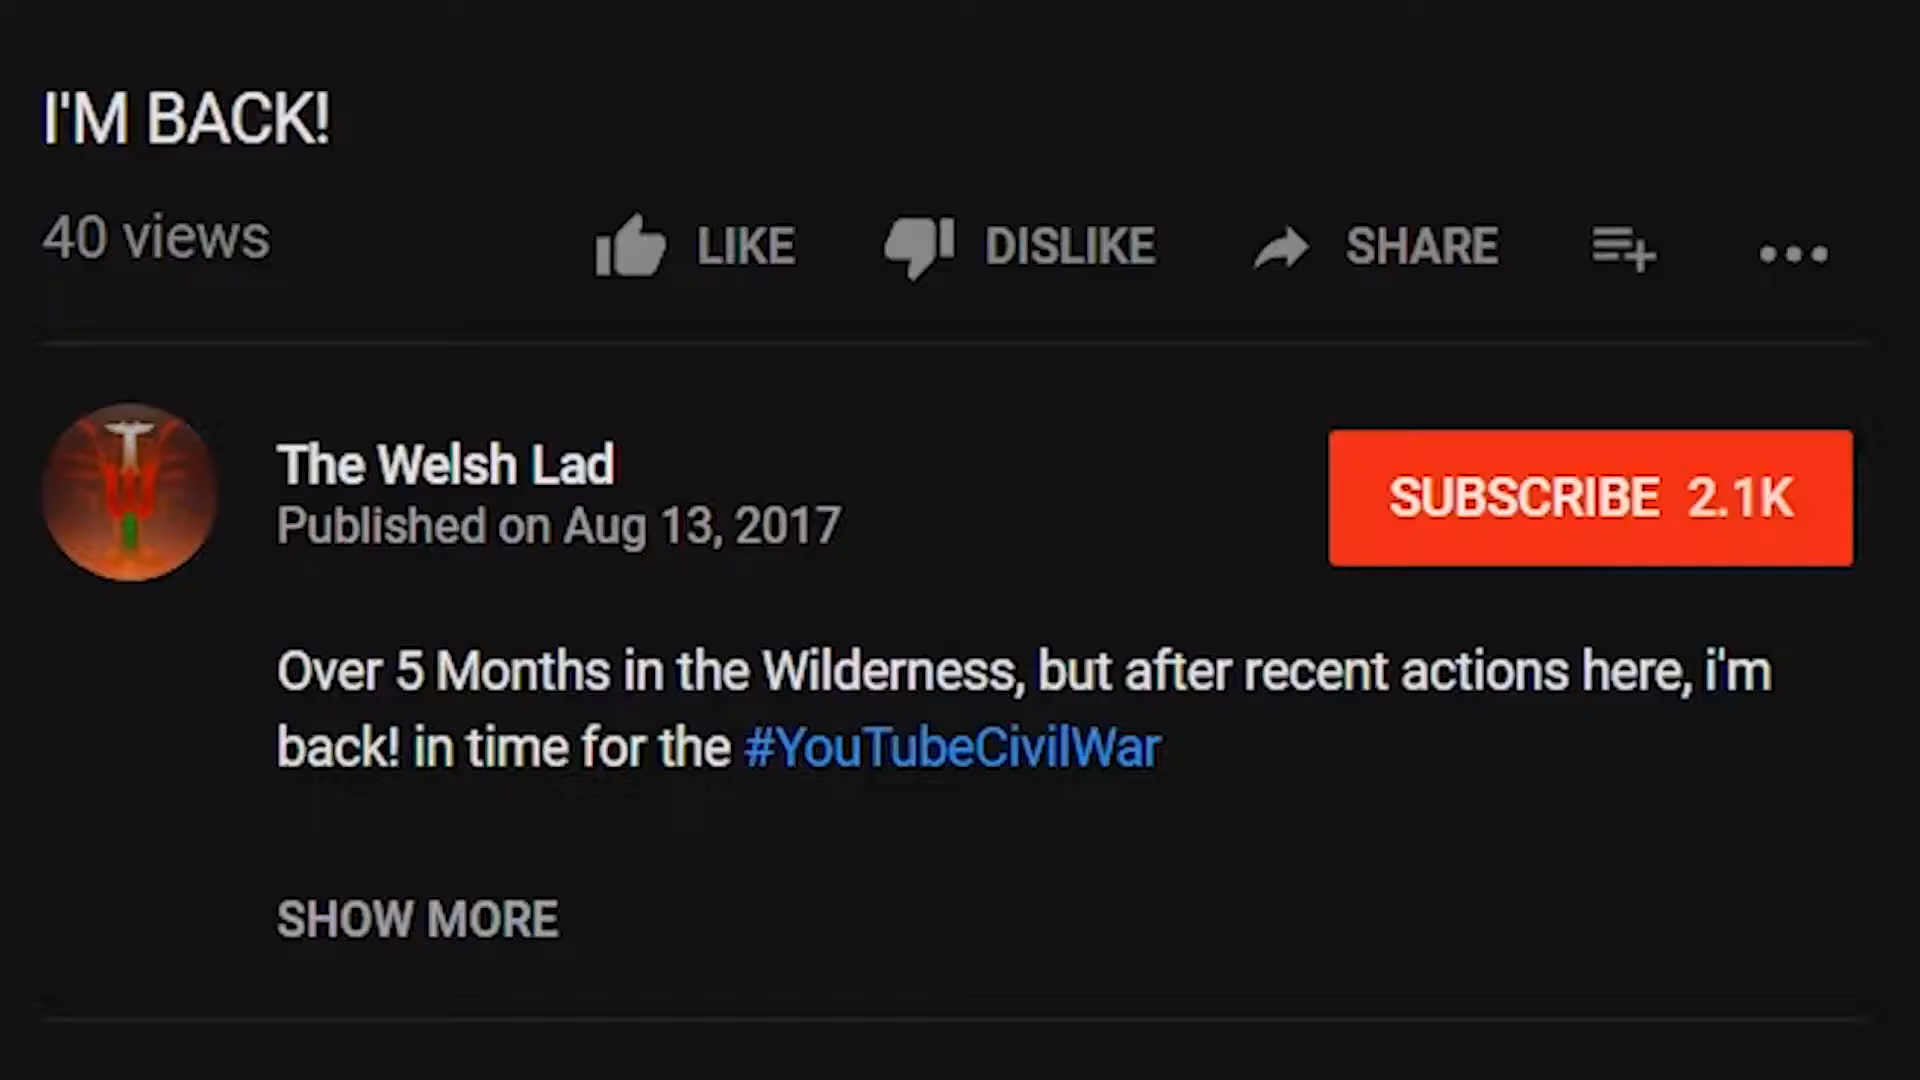 I'M BACK!
40 views
LIKE
DISLIKE
SHARE
The Welsh Lad
Published on Aug 13, 2017
SUBSCRIBE 2.1K
Over 5 Months in the Wilderness, but after recent actions here, i'm
back! in time for the #YouTubeCivilWar
SHOW MORE